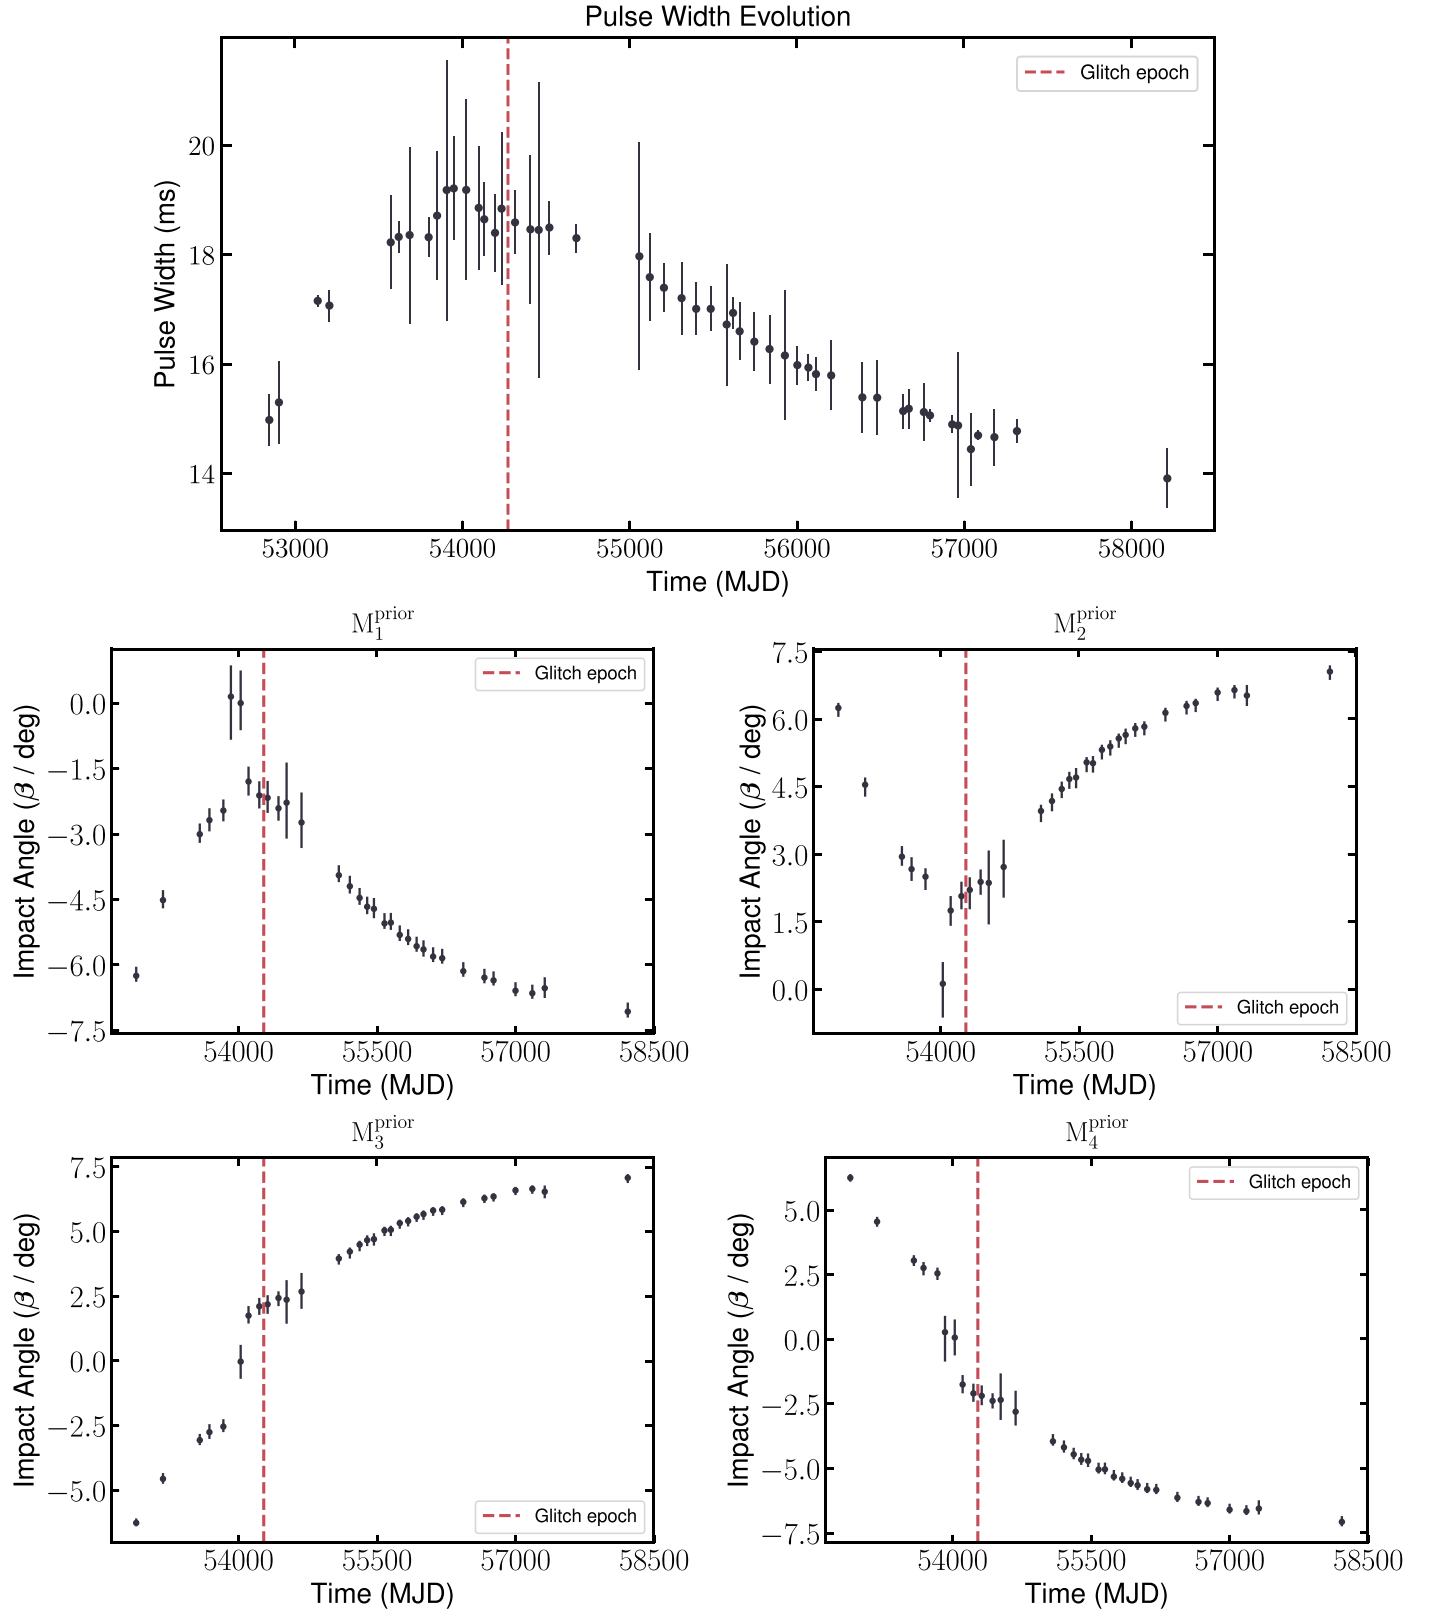 Pulse Width Evolution
Glitch epoch
Pulse Width (ms)
20
18
16
14
53000 54000 55000 56000 57000 58000
Time (MJD)
M₁ᵖʳⁱᵒʳ
Glitch epoch
Impact Angle (β / deg)
0.0
−1.5
−3.0
−4.5
−6.0
−7.5
54000 55500 57000 58500
Time (MJD)
M₂ᵖʳⁱᵒʳ
Glitch epoch
Impact Angle (β / deg)
7.5
6.0
4.5
3.0
1.5
0.0
54000 55500 57000 58500
Time (MJD)
M₃ᵖʳⁱᵒʳ
Glitch epoch
Impact Angle (β / deg)
7.5
5.0
2.5
0.0
−2.5
−5.0
54000 55500 57000 58500
Time (MJD)
M₄ᵖʳⁱᵒʳ
Glitch epoch
Impact Angle (β / deg)
5.0
2.5
0.0
−2.5
−5.0
−7.5
54000 55500 57000 58500
Time (MJD)